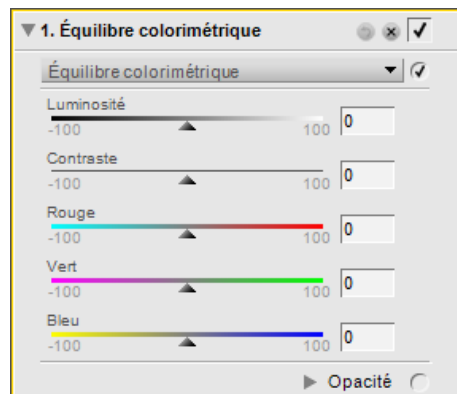 1. Équilibre colorimétrique
Équilibre colorimétrique
Luminosité
-100 100 0
Contraste
-100 100 0
Rouge
-100 100 0
Vert
-100 100 0
Bleu
-100 100 0
Opacité